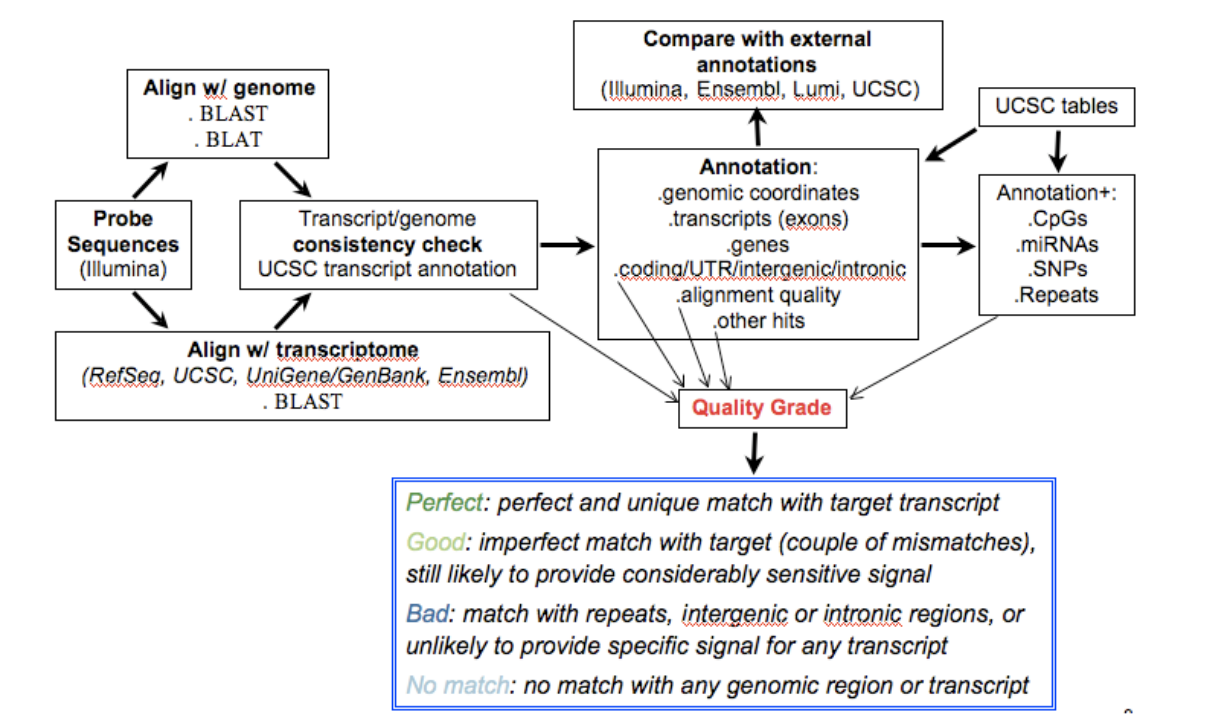 Compare with external
annotations
(Illumina, Ensembl, Lumi, UCSC)
Align w/ genome
. BLAST
. BLAT
UCSC tables
Probe
Sequences
(Illumina)
Transcript/genome
consistency check
UCSC transcript annotation
Annotation:
.genomic coordinates
.transcripts (exons)
.genes
.coding/UTR/intergenic/intronic
.alignment quality
.other hits
Annotation+:
.CpGs
.miRNAs
.SNPs
.Repeats
Align w/ transcriptome
(RefSeq, UCSC, UniGene/GenBank, Ensembl)
. BLAST
Quality Grade
Perfect: perfect and unique match with target transcript
Good: imperfect match with target (couple of mismatches),
still likely to provide considerably sensitive signal
Bad: match with repeats, intergenic or intronic regions, or
unlikely to provide specific signal for any transcript
No match: no match with any genomic region or transcript